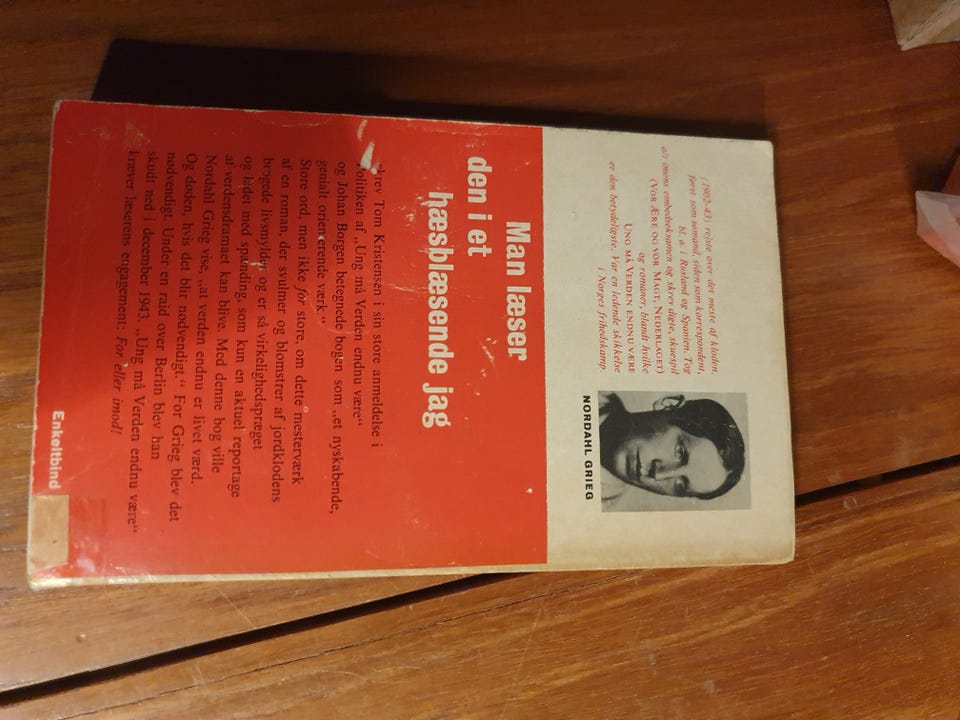 (1902-43) rejste over det meste af kloden,
først som sømand, siden som korrespondent,
bl. a. i Rusland og Spanien. Tog
alt imens embedseksamen og skrev digte, skuespil
(VOR ÆRE OG VOR MAGT, NEDERLAGET)
og romaner, blandt hvilke
UNG MÅ VERDEN ENDNU VÆRE
er den betydeligste. Var en ledende skikkelse
i Norges frihedskamp.
NORDAHL GRIEG
Man læser
den i et
hæsblæsende jag
skrev Tom Kristensen i sin store anmeldelse i
Politiken af „Ung må Verden endnu være“
og Johan Borgen betegnede bogen som „et nyskabende,
genialt orienterende værk“.
Store ord, men ikke for store, om dette mesterværk
af en roman, der svulmer og blomstrer af jordklodens
brogede livsmylder og er så virkelighedspræget
og ladet med spænding, som kun en aktuel reportage
af verdensdramaet kan blive. Med denne bog ville
Nordahl Grieg vise, „at verden endnu er livet værd.
Og døden, hvis det blir nødvendigt.“ For Grieg blev det
nødvendigt. Under en raid over Berlin blev han
skudt ned i december 1943. „Ung må Verden endnu være“
kræver læserens engagement: For eller imod!
Enkeltbind